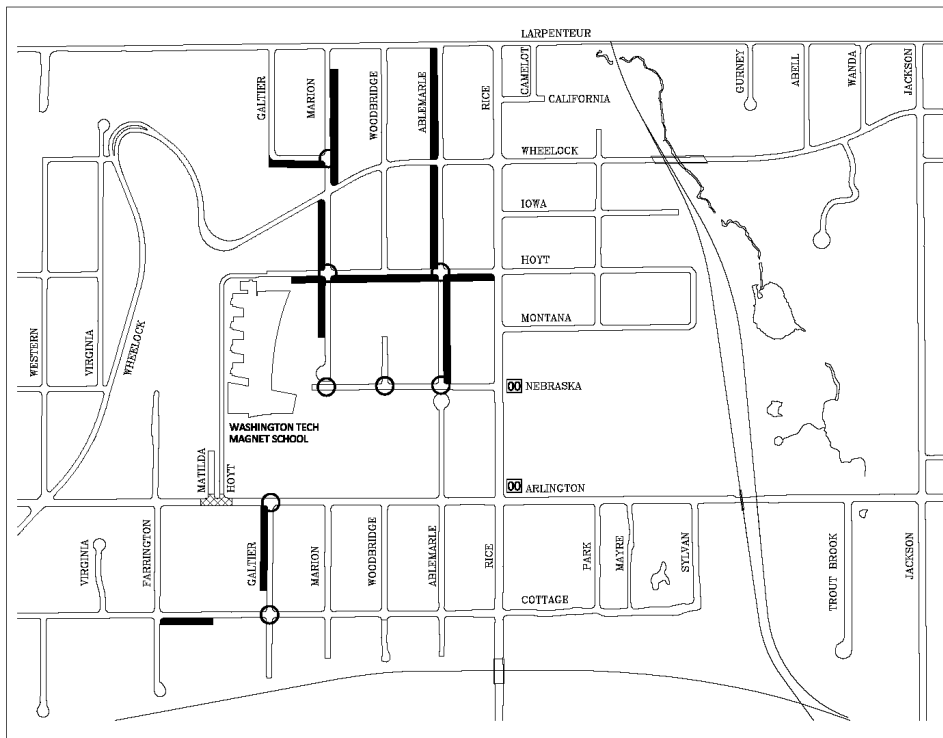 LARPENTEUR
GALTIER
MARION
WOODBRIDGE
ABLEMARLE
RICE
CAMELOT
CALIFORNIA
GURNEY
ABELL
WANDA
JACKSON
WHEELOCK
IOWA
HOYT
MONTANA
WESTERN
VIRGINIA
WHEELOCK
00 NEBRASKA
WASHINGTON TECH
MAGNET SCHOOL
MATILDA
HOYT
00 ARLINGTON
VIRGINIA
FARRINGTON
GALTIER
MARION
WOODBRIDGE
ABLEMARLE
RICE
PARK
MAYRE
SYLVAN
TROUT BROOK
JACKSON
COTTAGE